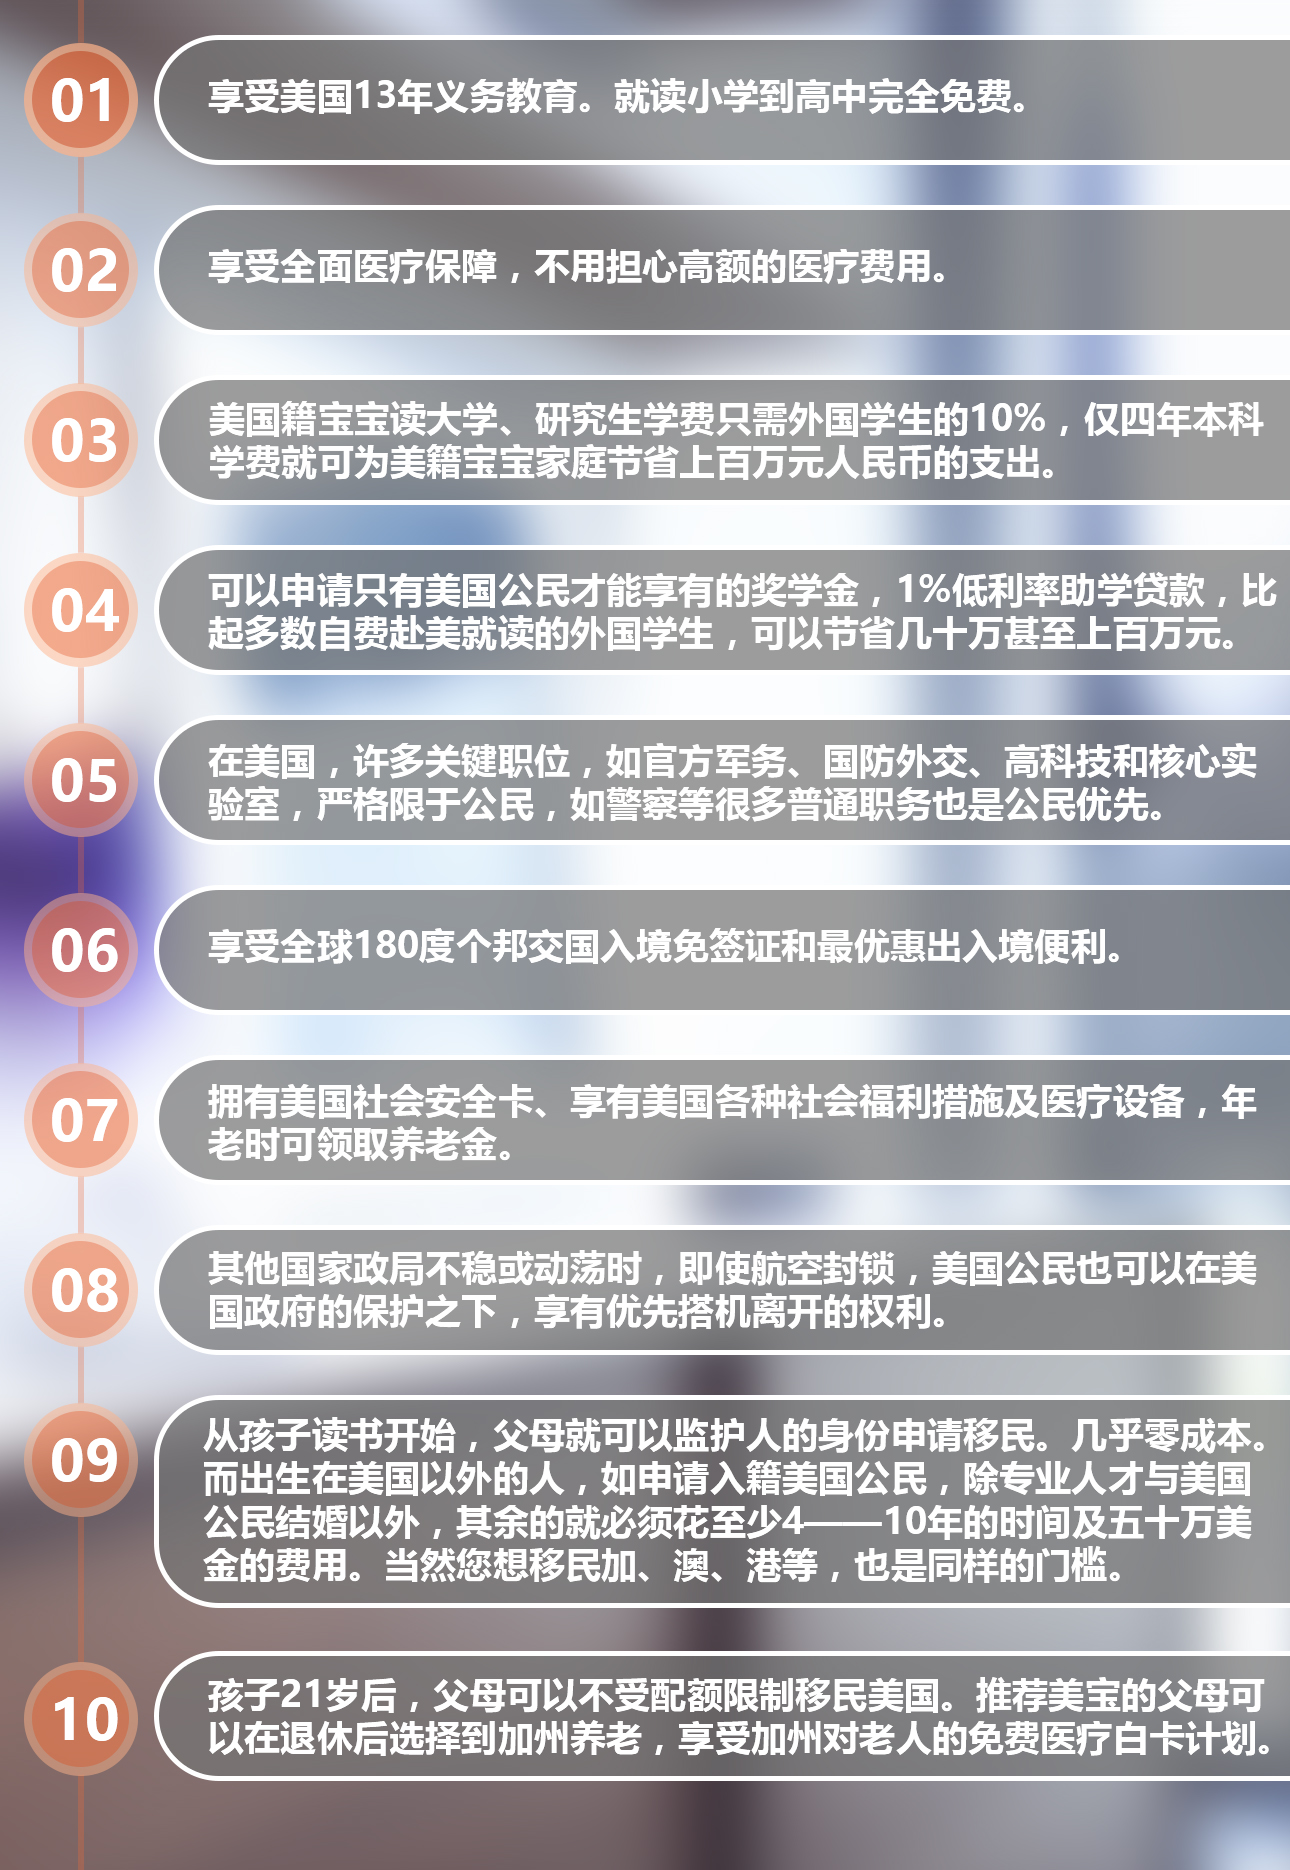 01
享受美国13年义务教育。就读小学到高中完全免费。
02
享受全面医疗保障，不用担心高额的医疗费用。
03
美国籍宝宝读大学、研究生学费只需外国学生的10%，仅四年本科
学费就可为美籍宝宝家庭节省上百万元人民币的支出。
04
可以申请只有美国公民才能享有的奖学金，1%低利率助学贷款，比
起多数自费赴美就读的外国学生，可以节省几十万甚至上百万元。
05
在美国，许多关键职位，如官方军务、国防外交、高科技和核心实
验室，严格限于公民，如警察等很多普通职务也是公民优先。
06
享受全球180度个邦交国入境免签证和最优惠出入境便利。
07
拥有美国社会安全卡、享有美国各种社会福利措施及医疗设备，年
老时可领取养老金。
08
其他国家政局不稳或动荡时，即使航空封锁，美国公民也可以在美
国政府的保护之下，享有优先搭机离开的权利。
09
从孩子读书开始，父母就可以监护人的身份申请移民。几乎零成本。
而出生在美国以外的人，如申请入籍美国公民，除专业人才与美国
公民结婚以外，其余的就必须花至少4——10年的时间及五十万美
金的费用。当然您想移民加、澳、港等，也是同样的门槛。
10
孩子21岁后，父母可以不受配额限制移民美国。推荐美宝的父母可
以在退休后选择到加州养老，享受加州对老人的免费医疗白卡计划。